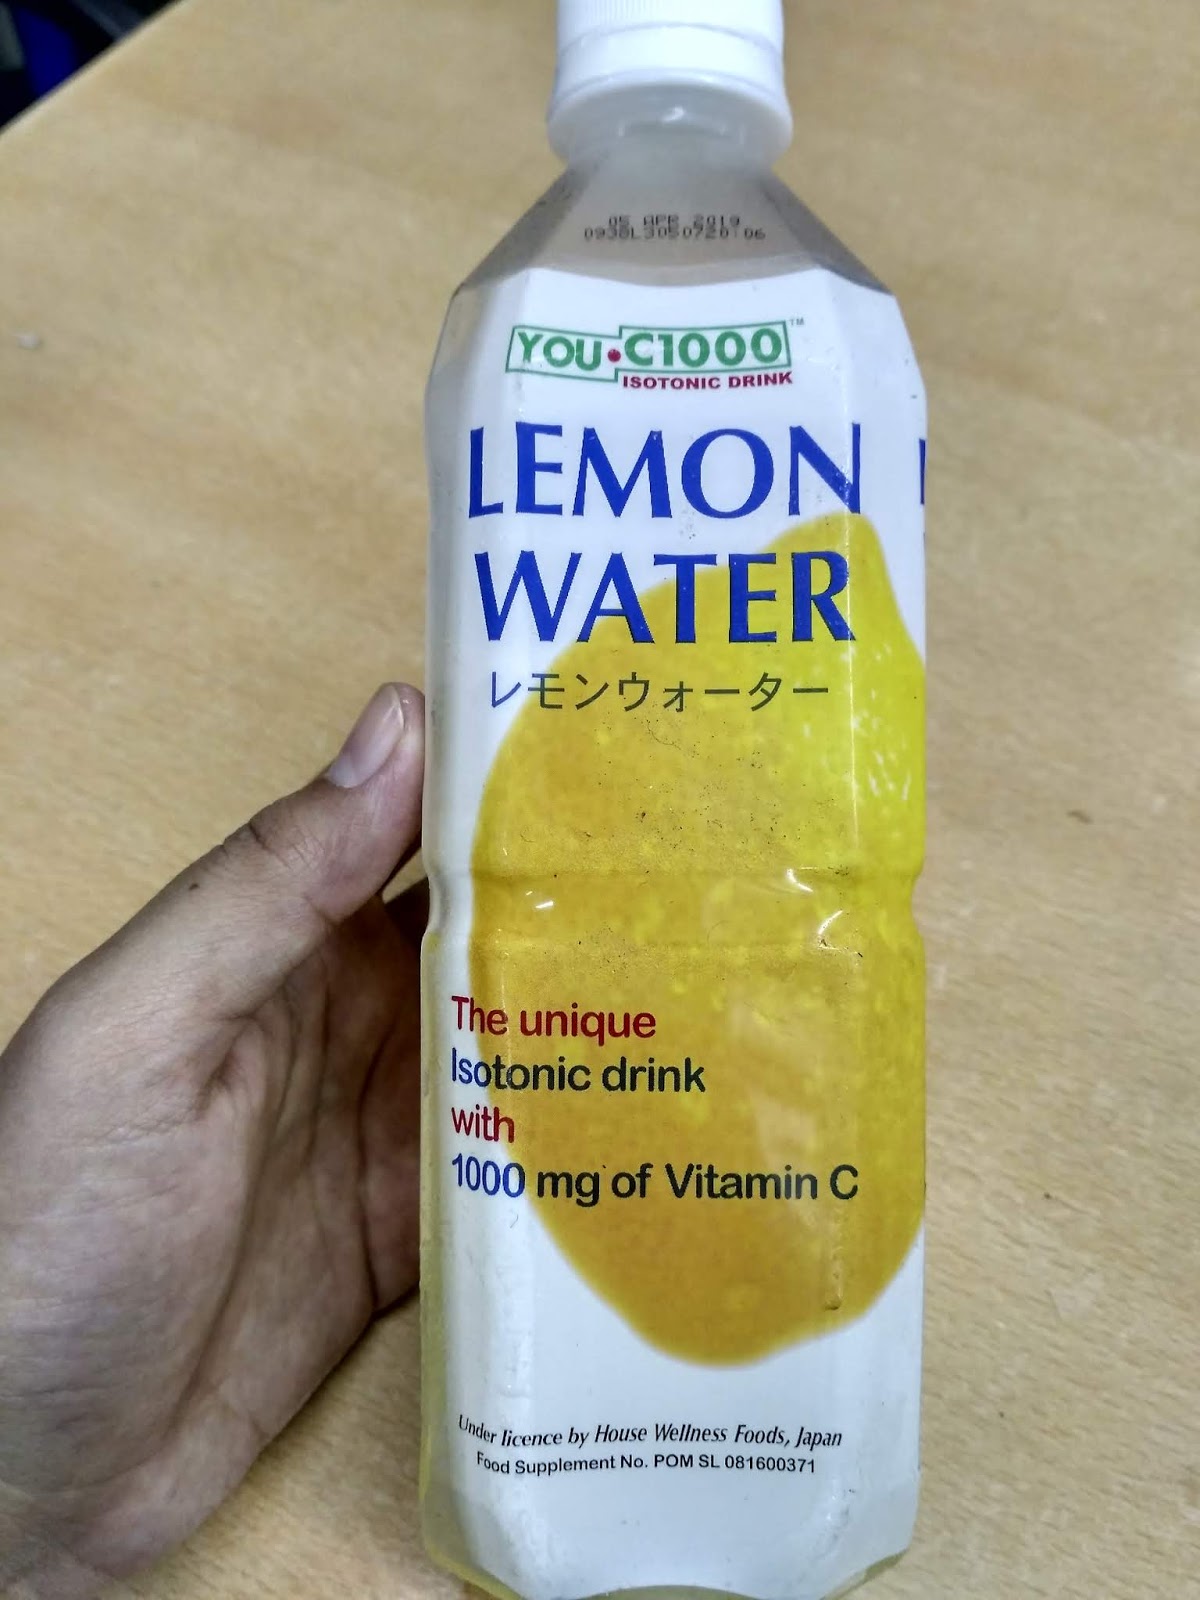 05 APR 2019
YOU•C1000™
ISOTONIC DRINK
LEMON
WATER
レモンウォーター
The unique
Isotonic drink
with
1000 mg of Vitamin C
Under licence by House Wellness Foods, Japan
Food Supplement No. POM SL 081600371